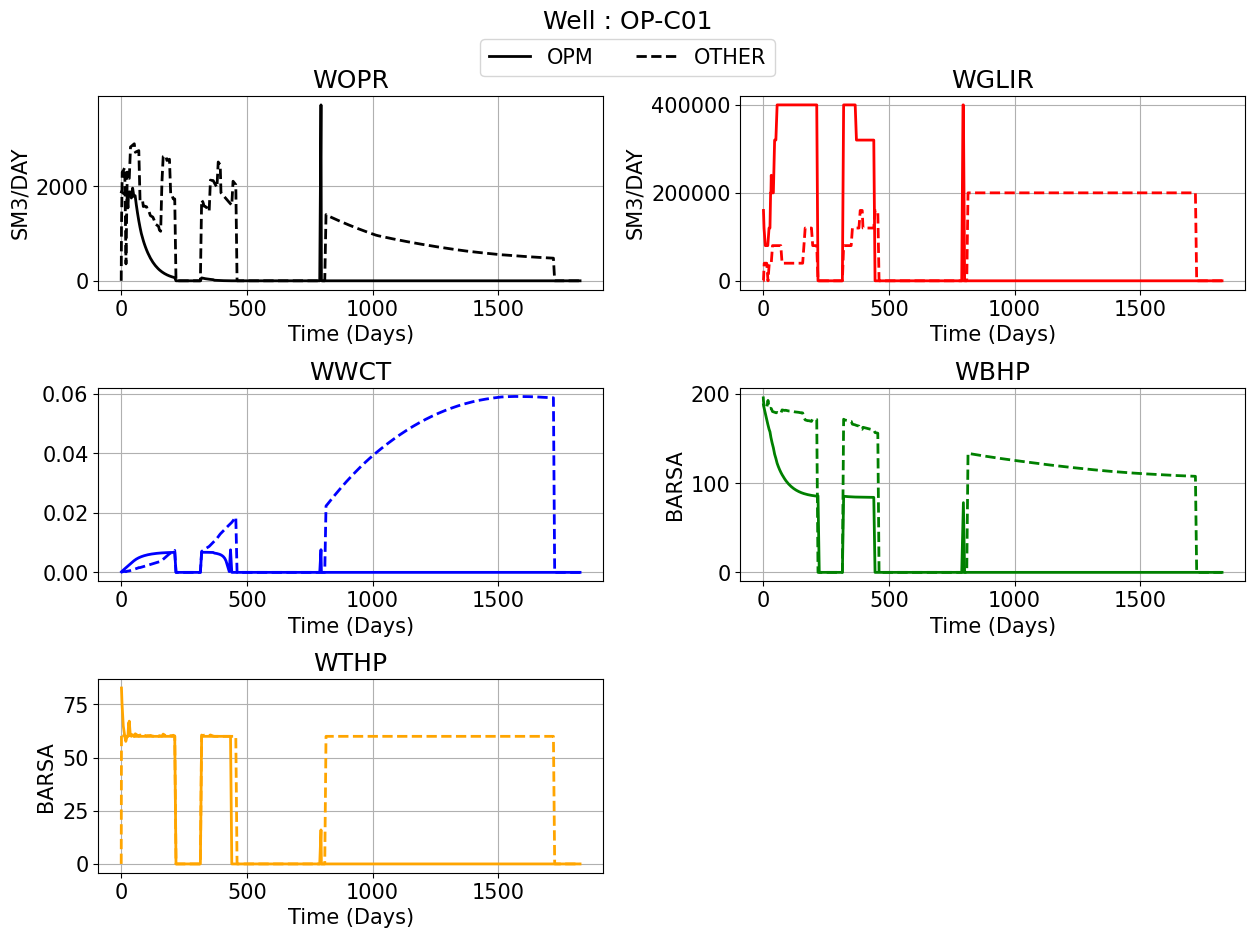 Well : OP-C01
OPM OTHER
WOPR
SM3/DAY
2000
0
0 500 1000 1500
Time (Days)
WGLIR
SM3/DAY
400000
200000
0
0 500 1000 1500
Time (Days)
WWCT
0.06
0.04
0.02
0.00
0 500 1000 1500
Time (Days)
WBHP
BARSA
200
100
0
0 500 1000 1500
Time (Days)
WTHP
BARSA
75
50
25
0
0 500 1000 1500
Time (Days)